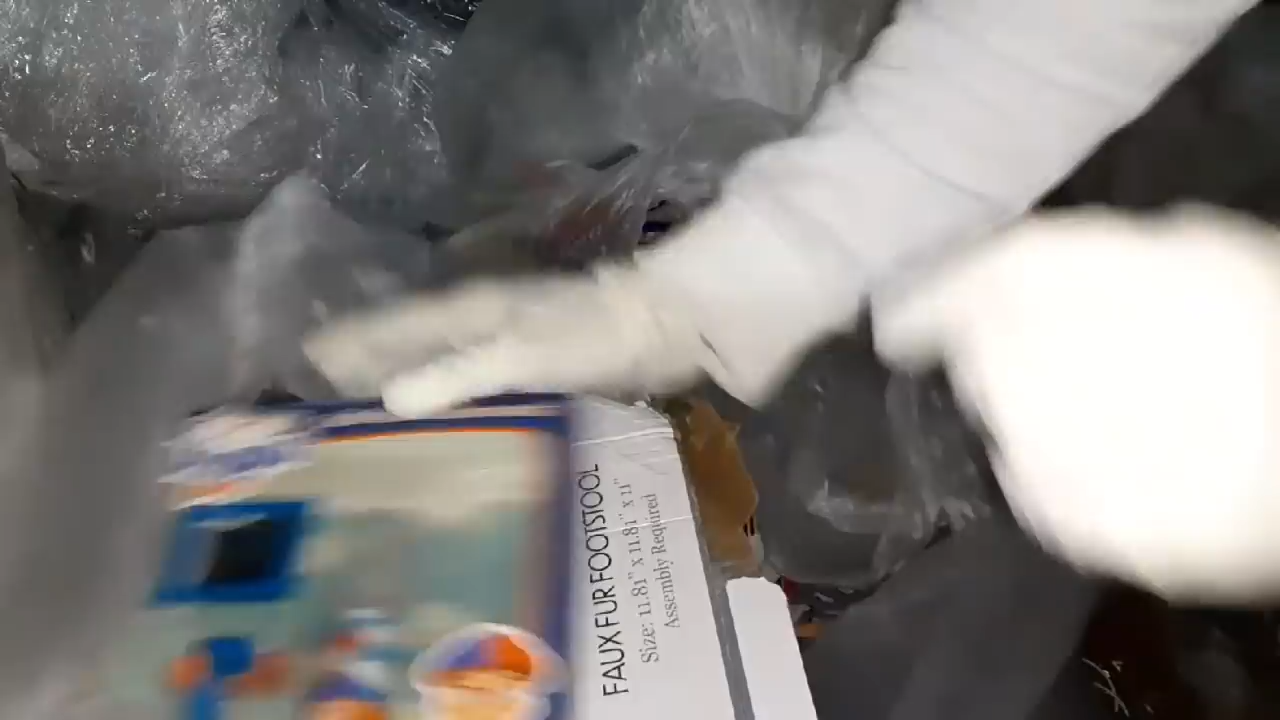 FAUX FUR FOOTSTOOL
Size: 11.81" x 11.81" x 11"
Assembly Required